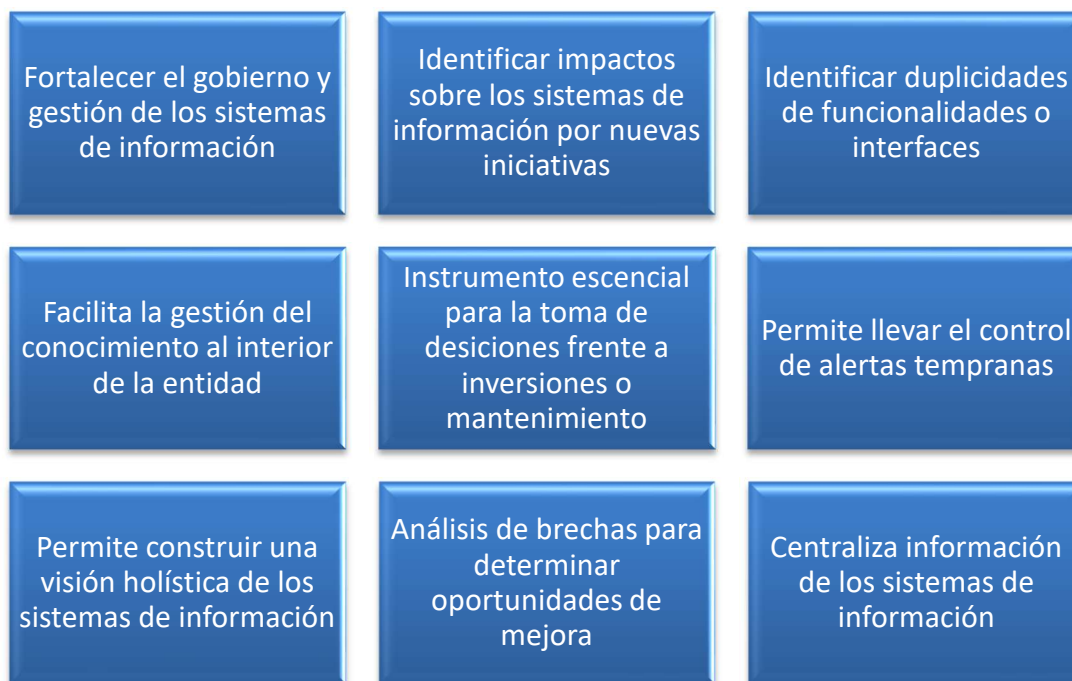 Fortalecer el gobierno y
gestión de los sistemas
de información
Identificar impactos
sobre los sistemas de
información por nuevas
iniciativas
Identificar duplicidades
de funcionalidades o
interfaces
Facilita la gestión del
conocimiento al interior
de la entidad
Instrumento escencial
para la toma de
desiciones frente a
inversiones o
mantenimiento
Permite llevar el control
de alertas tempranas
Permite construir una
visión holística de los
sistemas de información
Análisis de brechas para
determinar
oportunidades de
mejora
Centraliza información
de los sistemas de
información